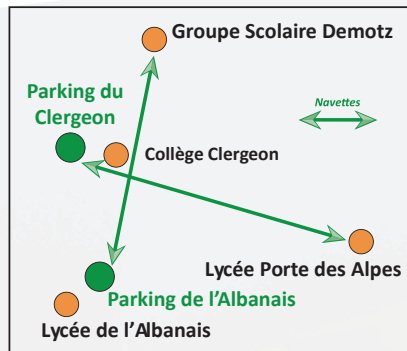 Groupe Scolaire Demotz
Parking du
Clergeon
Navettes
Collège Clergeon
Lycée Porte des Alpes
Parking de l'Albanais
Lycée de l'Albanais